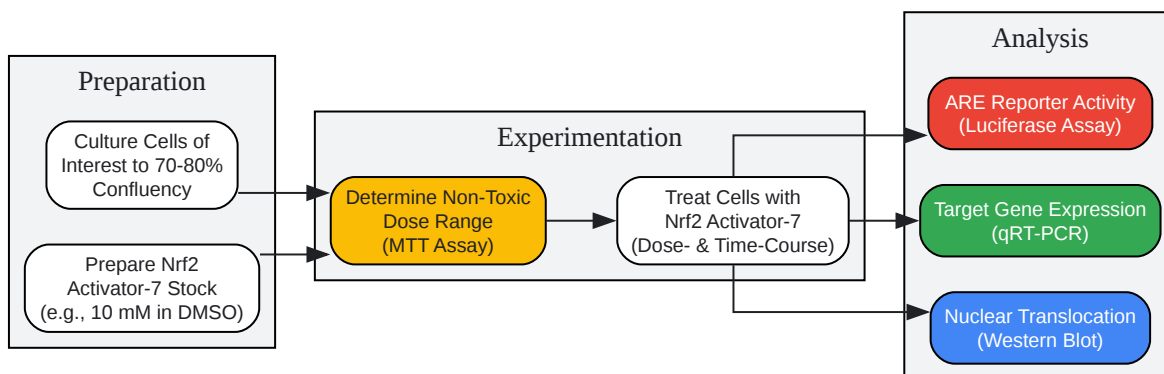 Preparation
Culture Cells of
Interest to 70-80%
Confluency
Prepare Nrf2
Activator-7 Stock
(e.g., 10 mM in DMSO)
Experimentation
Determine Non-Toxic
Dose Range
(MTT Assay)
Treat Cells with
Nrf2 Activator-7
(Dose- & Time-Course)
Analysis
ARE Reporter Activity
(Luciferase Assay)
Target Gene Expression
(qRT-PCR)
Nuclear Translocation
(Western Blot)